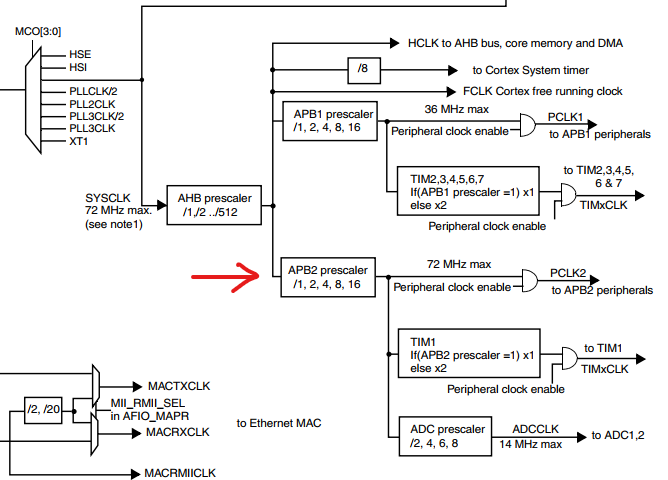 MCO[3:0]
HSE
HSI
PLLCLK/2
PLL2CLK
PLL3CLK/2
PLL3CLK
XT1
HCLK to AHB bus, core memory and DMA
/8
to Cortex System timer
FCLK Cortex free running clock
APB1 prescaler
/1, 2, 4, 8, 16
36 MHz max
Peripheral clock enable
PCLK1
to APB1 peripherals
TIM2,3,4,5,6,7
If(APB1 prescaler =1) x1
else x2
to TIM2,3,4,5,
6 & 7
TIMxCLK
Peripheral clock enable
SYSCLK
72 MHz max.
(see note1)
AHB prescaler
/1,/2 ../512
APB2 prescaler
/1, 2, 4, 8, 16
72 MHz max
Peripheral clock enable
PCLK2
to APB2 peripherals
TIM1
If(APB2 prescaler =1) x1
else x2
to TIM1
TIMxCLK
Peripheral clock enable
ADC prescaler
/2, 4, 6, 8
ADCCLK
14 MHz max
to ADC1,2
MACTXCLK
/2, /20
MII_RMII_SEL
in AFIO_MAPR
to Ethernet MAC
MACRXCLK
MACRMIICLK